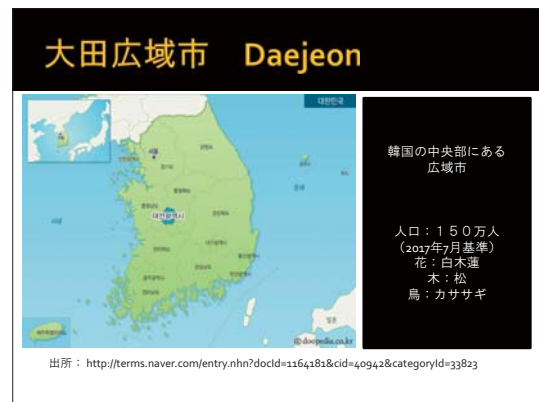 大田広域市 Daejeon
대한민국
서울
대전광역시
©doopedia.co.kr
韓国の中央部にある
広域市
人口：１５０万人
（2017年7月基準）
花：白木蓮
木：松
鳥：カササギ
出所： http://terms.naver.com/entry.nhn?docId=1164181&cid=40942&categoryId=33823